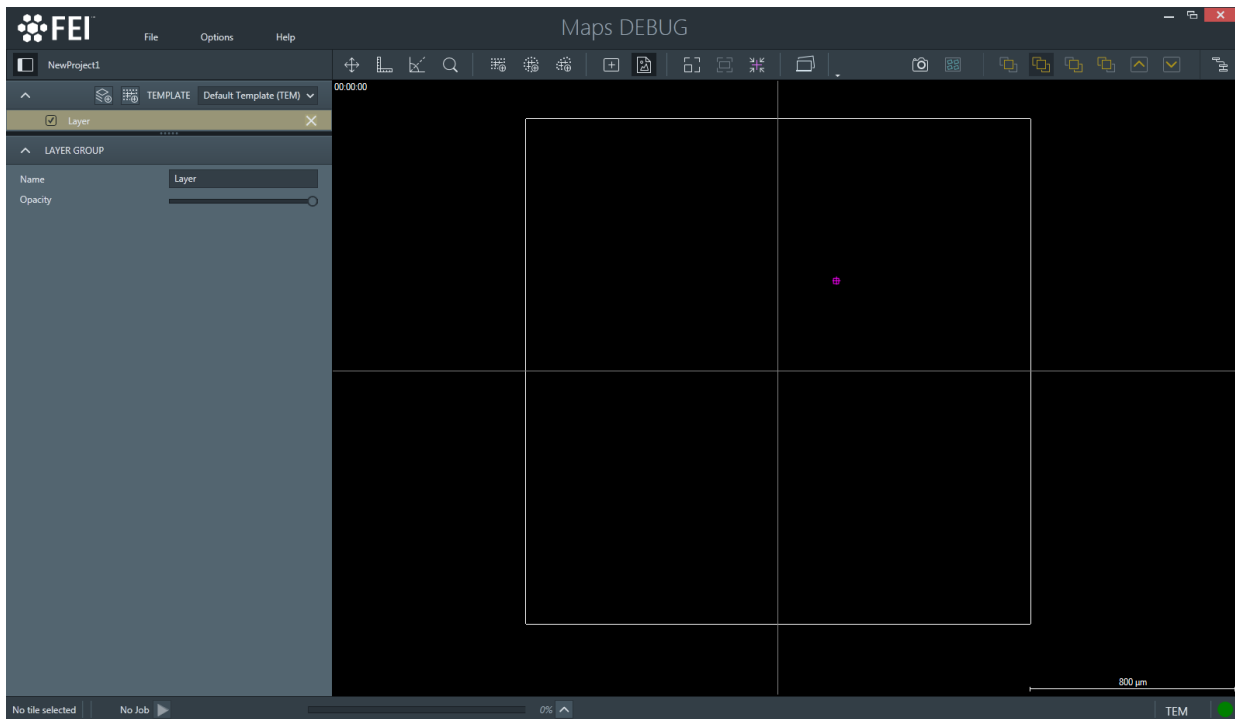 FEI
File Options Help
Maps DEBUG
NewProject1
TEMPLATE Default Template (TEM)
Layer
LAYER GROUP
Name Layer
Opacity
00:00:00
800 µm
No tile selected No Job 0% TEM